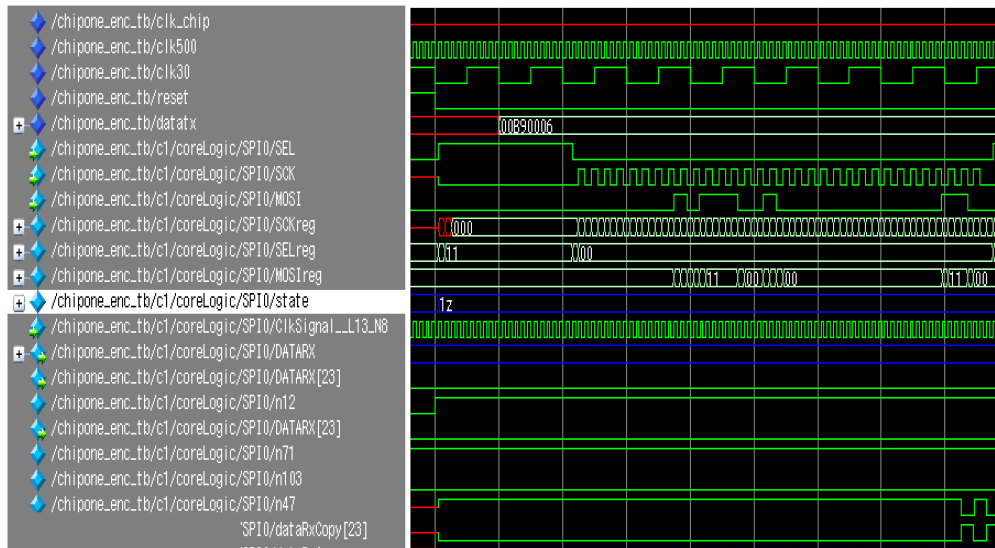 /chipone_enc_tb/clk_chip
/chipone_enc_tb/clk500
/chipone_enc_tb/clk30
/chipone_enc_tb/reset
/chipone_enc_tb/datatx 00B90006
/chipone_enc_tb/c1/coreLogic/SPI0/SEL
/chipone_enc_tb/c1/coreLogic/SPI0/SCK
/chipone_enc_tb/c1/coreLogic/SPI0/MOSI
/chipone_enc_tb/c1/coreLogic/SPI0/SCKreg 000
/chipone_enc_tb/c1/coreLogic/SPI0/SELreg 11 00
/chipone_enc_tb/c1/coreLogic/SPI0/MOSIreg 11 00 00 11 00
/chipone_enc_tb/c1/coreLogic/SPI0/state 1z
/chipone_enc_tb/c1/coreLogic/SPI0/ClkSignal__L13_N8
/chipone_enc_tb/c1/coreLogic/SPI0/DATARX
/chipone_enc_tb/c1/coreLogic/SPI0/DATARX[23]
/chipone_enc_tb/c1/coreLogic/SPI0/n12
/chipone_enc_tb/c1/coreLogic/SPI0/DATARX[23]
/chipone_enc_tb/c1/coreLogic/SPI0/n71
/chipone_enc_tb/c1/coreLogic/SPI0/n103
/chipone_enc_tb/c1/coreLogic/SPI0/n47
'SPI0/dataRxCopy[23]